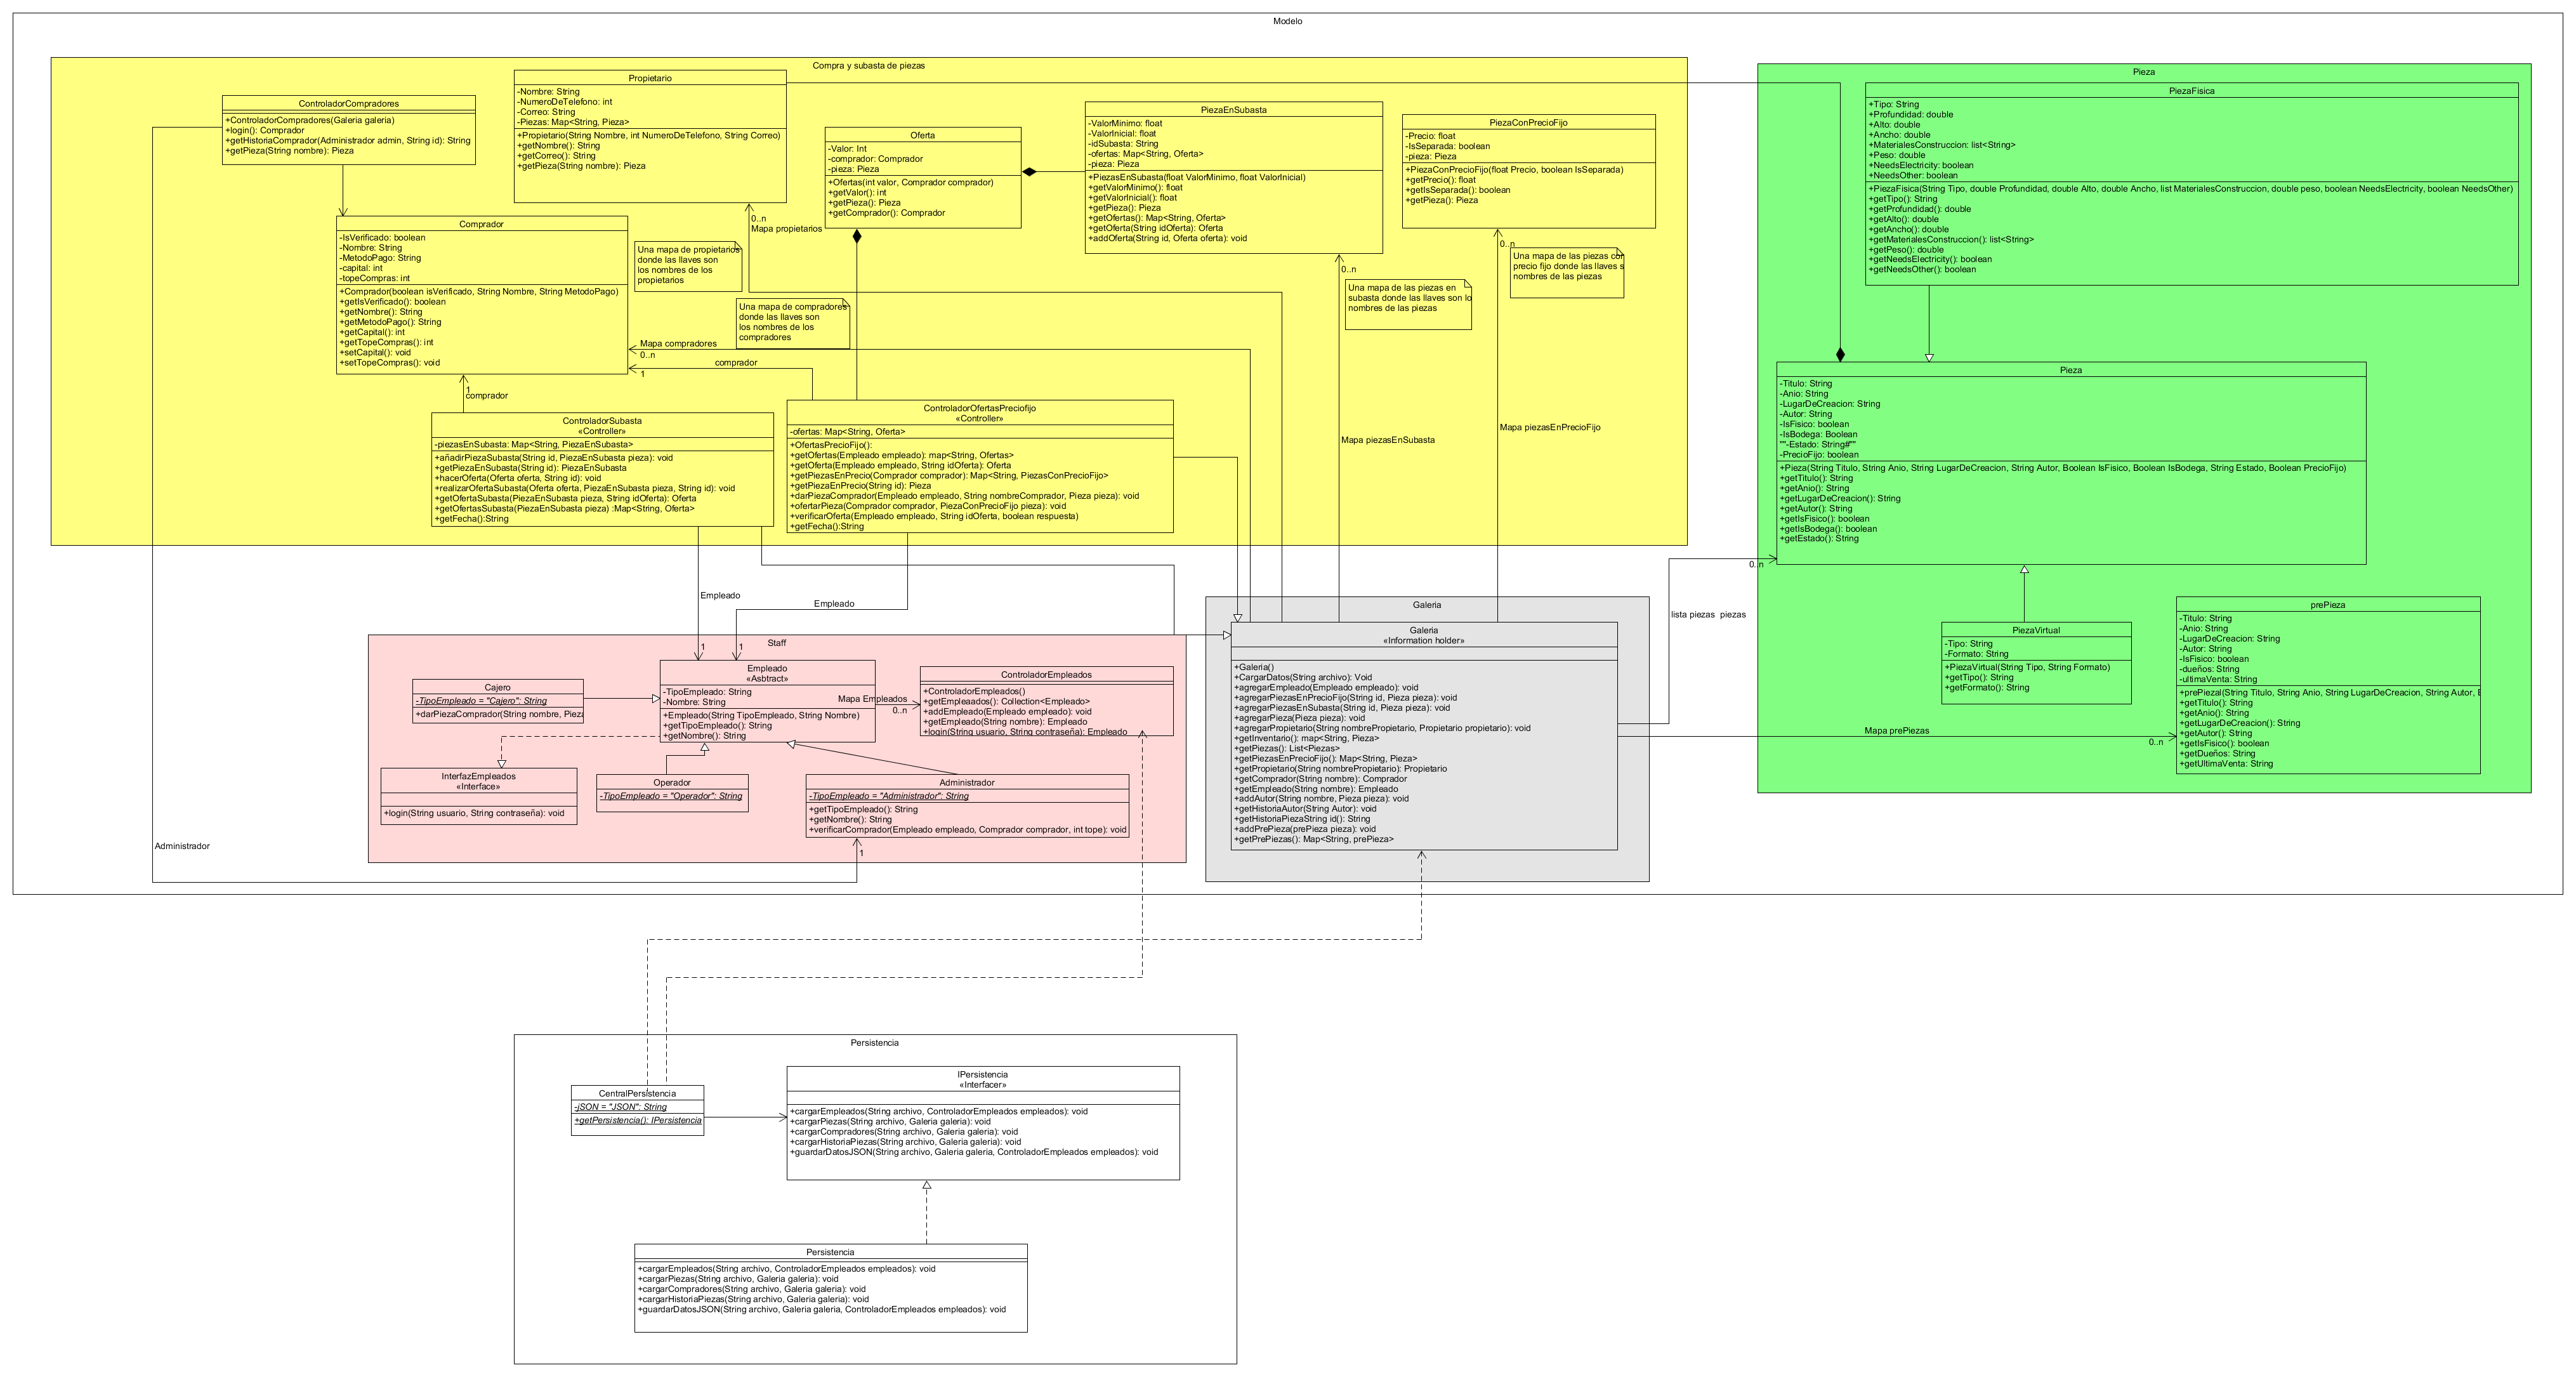 Modelo
Compra y subasta de piezas
ControladorCompradores
+ControladorCompradores(Galeria galeria)
+login(): Comprador
+getHistoriaComprador(Administrador admin, String id): String
+getPieza(String nombre): Pieza
Propietario
-Nombre: String
-NumeroDeTelefono: int
-Correo: String
-Piezas: Map<String, Pieza>
+Propietario(String Nombre, int NumeroDeTelefono, String Correo)
+getNombre(): String
+getCorreo(): String
+getPieza(String nombre): Pieza
Oferta
-Valor: Int
-comprador: Comprador
-pieza: Pieza
+Ofertas(int valor, Comprador comprador)
+getValor(): int
+getPieza(): Pieza
+getComprador(): Comprador
PiezaEnSubasta
-ValorMinimo: float
-ValorInicial: float
-idSubasta: String
-ofertas: Map<String, Oferta>
-pieza: Pieza
+PiezasEnSubasta(float ValorMinimo, float ValorInicial)
+getValorMinimo(): float
+getValorInicial(): float
+getPieza(): Pieza
+getOfertas(): Map<String, Oferta>
+getOferta(String idOferta): Oferta
+addOferta(String id, Oferta oferta): void
PiezaConPrecioFijo
-Precio: float
-IsSeparada: boolean
-pieza: Pieza
+PiezaConPrecioFijo(float Precio, boolean IsSeparada)
+getPrecio(): float
+getIsSeparada(): boolean
+getPieza(): Pieza
Comprador
-IsVerificado: boolean
-Nombre: String
-MetodoPago: String
-capital: int
-topeCompras: int
+Comprador(boolean isVerificado, String Nombre, String MetodoPago)
+getIsVerificado(): boolean
+getNombre(): String
+getMetodoPago(): String
+getCapital(): int
+getTopeCompras(): int
+setCapital(): void
+setTopeCompras(): void
0..n
Mapa propietarios
Una mapa de propietarios
donde las llaves son
los nombres de los
propietarios
Una mapa de compradores
donde las llaves son
los nombres de los
compradores
0..n
Una mapa de las piezas en
subasta donde las llaves son lo
nombres de las piezas
0..n
Una mapa de las piezas con
precio fijo donde las llaves s
nombres de las piezas
Mapa compradores
0..n
comprador
1
1
comprador
ControladorSubasta
«Controller»
-piezasEnSubasta: Map<String, PiezaEnSubasta>
+añadirPiezaSubasta(String id, PiezaEnSubasta pieza): void
+getPiezaEnSubasta(String id): PiezaEnSubasta
+hacerOferta(Oferta oferta, String id): void
+realizarOfertaSubasta(Oferta oferta, PiezaEnSubasta pieza, String id): void
+getOfertaSubasta(PiezaEnSubasta pieza, String idOferta): Oferta
+getOfertasSubasta(PiezaEnSubasta pieza) :Map<String, Oferta>
+getFecha():String
ControladorOfertasPreciofijo
«Controller»
-ofertas: Map<String, Oferta>
+OfertasPrecioFijo():
+getOfertas(Empleado empleado): map<String, Ofertas>
+getOferta(Empleado empleado, String idOferta): Oferta
+getPiezasEnPrecio(Comprador comprador): Map<String, PiezasConPrecioFijo>
+getPiezaEnPrecio(String id): Pieza
+darPiezaComprador(Empleado empleado, String nombreComprador, Pieza pieza): void
+ofertarPieza(Comprador comprador, PiezaConPrecioFijo pieza): void
+verificarOferta(Empleado empleado, String idOferta, boolean respuesta)
+getFecha():String
Mapa piezasEnSubasta
Mapa piezasEnPrecioFijo
Pieza
PiezaFisica
+Tipo: String
+Profundidad: double
+Alto: double
+Ancho: double
+MaterialesConstruccion: list<String>
+Peso: double
+NeedsElectricity: boolean
+NeedsOther: boolean
+PiezaFisica(String Tipo, double Profundidad, double Alto, double Ancho, list MaterialesConstruccion, double peso, boolean NeedsElectricity, boolean NeedsOther)
+getTipo(): String
+getProfundidad(): double
+getAlto(): double
+getAncho(): double
+getMaterialesConstruccion(): list<String>
+getPeso(): double
+getNeedsElectricity(): boolean
+getNeedsOther(): boolean
Pieza
-Titulo: String
-Anio: String
-LugarDeCreacion: String
-Autor: String
-IsFisico: boolean
-IsBodega: Boolean
""-Estado: String#""
-PrecioFijo: boolean
+Pieza(String Titulo, String Anio, String LugarDeCreacion, String Autor, Boolean IsFisico, Boolean IsBodega, String Estado, Boolean PrecioFijo)
+getTitulo(): String
+getAnio(): String
+getLugarDeCreacion(): String
+getAutor(): String
+getIsFisico(): boolean
+getIsBodega(): boolean
+getEstado(): String
0..n
lista piezas piezas
PiezaVirtual
-Tipo: String
-Formato: String
+PiezaVirtual(String Tipo, String Formato)
+getTipo(): String
+getFormato(): String
prePieza
-Titulo: String
-Anio: String
-LugarDeCreacion: String
-Autor: String
-IsFisico: boolean
-dueños: String
-ultimaVenta: String
+prePiezal(String Titulo, String Anio, String LugarDeCreacion, String Autor,
+getTitulo(): String
+getAnio(): String
+getLugarDeCreacion(): String
+getAutor(): String
+getIsFisico(): boolean
+getDueños: String
+getUltimaVenta: String
Mapa prePiezas
0..n
Empleado
Empleado
1
1
Staff
Cajero
-TipoEmpleado = "Cajero": String
+darPiezaComprador(String nombre, Pieza
Empleado
«Asbtract»
-TipoEmpleado: String
-Nombre: String
+Empleado(String TipoEmpleado, String Nombre)
+getTipoEmpleado(): String
+getNombre(): String
Mapa Empleados
0..n
ControladorEmpleados
+ControladorEmpleados()
+getEmpleaados(): Collection<Empleado>
+addEmpleado(Empleado empleado): void
+getEmpleado(String nombre): Empleado
+login(String usuario, String contraseña): Empleado
InterfazEmpleados
«Interface»
+login(String usuario, String contraseña): void
Operador
-TipoEmpleado = "Operador": String
Administrador
-TipoEmpleado = "Administrador": String
+getTipoEmpleado(): String
+getNombre(): String
+verificarComprador(Empleado empleado, Comprador comprador, int tope): void
Administrador
1
Galeria
Galeria
«Information holder»
+Galeria()
+CargarDatos(String archivo): Void
+agregarEmpleado(Empleado empleado): void
+agregarPiezasEnPrecioFijo(String id, Pieza pieza): void
+agregarPiezasEnSubasta(String id, Pieza pieza): void
+agregarPieza(Pieza pieza): void
+agregarPropietario(String nombrePropietario, Propietario propietario): void
+getInventario(): map<String, Pieza>
+getPiezas(): List<Piezas>
+getPiezasEnPrecioFijo(): Map<String, Pieza>
+getPropietario(String nombrePropietario): Propietario
+getComprador(String nombre): Comprador
+getEmpleado(String nombre): Empleado
+addAutor(String nombre, Pieza pieza): void
+getHistoriaAutor(String Autor): void
+getHistoriaPiezaString id(): String
+addPrePieza(prePieza pieza): void
+getPrePiezas(): Map<String, prePieza>
Persistencia
CentralPersistencia
-jSON = "JSON": String
+getPersistencia(): IPersistencia
IPersistencia
«Interfacer»
+cargarEmpleados(String archivo, ControladorEmpleados empleados): void
+cargarPiezas(String archivo, Galeria galeria): void
+cargarCompradores(String archivo, Galeria galeria): void
+cargarHistoriaPiezas(String archivo, Galeria galeria): void
+guardarDatosJSON(String archivo, Galeria galeria, ControladorEmpleados empleados): void
Persistencia
+cargarEmpleados(String archivo, ControladorEmpleados empleados): void
+cargarPiezas(String archivo, Galeria galeria): void
+cargarCompradores(String archivo, Galeria galeria): void
+cargarHistoriaPiezas(String archivo, Galeria galeria): void
+guardarDatosJSON(String archivo, Galeria galeria, ControladorEmpleados empleados): void